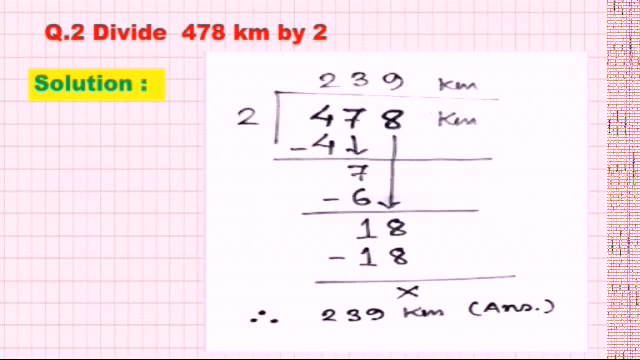 Q.2 Divide 478 km by 2
Solution :
239 km
2 478 km
- 4 ↓
7
- 6 ↓
18
- 18
×
∴ 239 km (Ans.)